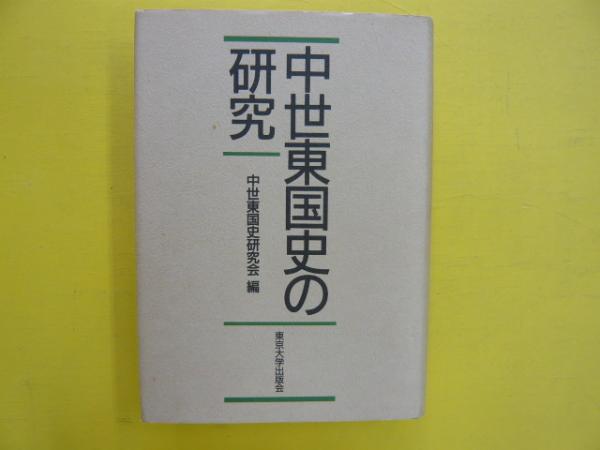 中世東国史の
研究
中世東国史研究会 編
東京大学出版会